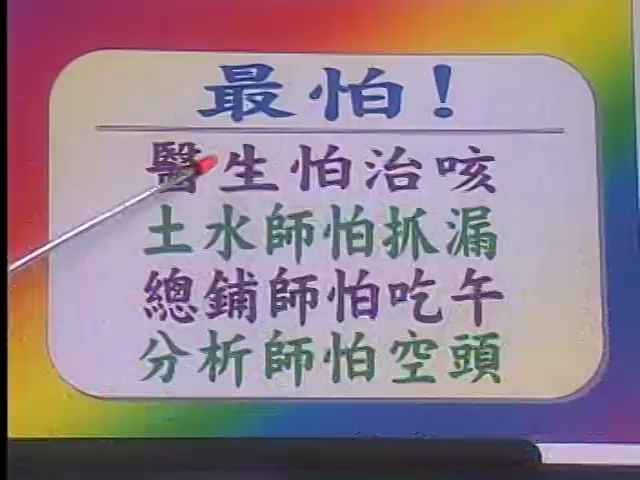 最怕！
醫生怕治咳
土水師怕抓漏
總鋪師怕吃午
分析師怕空頭